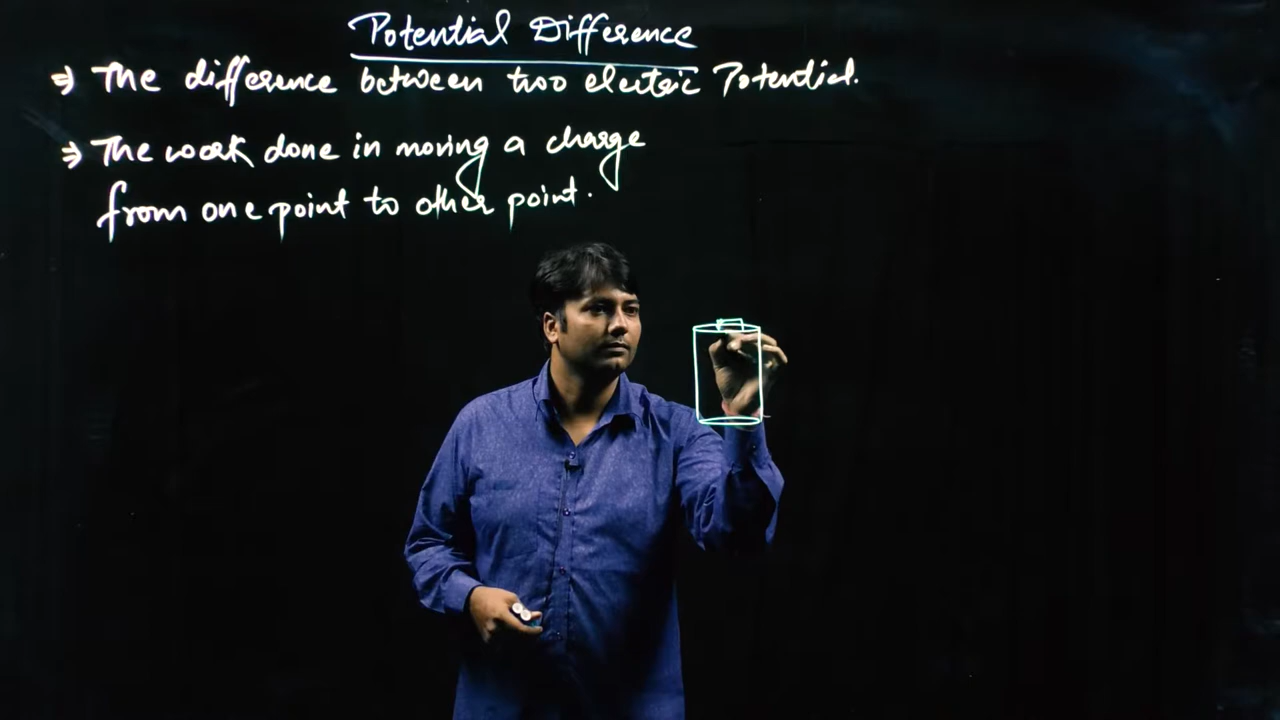 Potential Difference
⇒ The difference between two electric Potential.
⇒ The work done in moving a charge
from one point to other point.